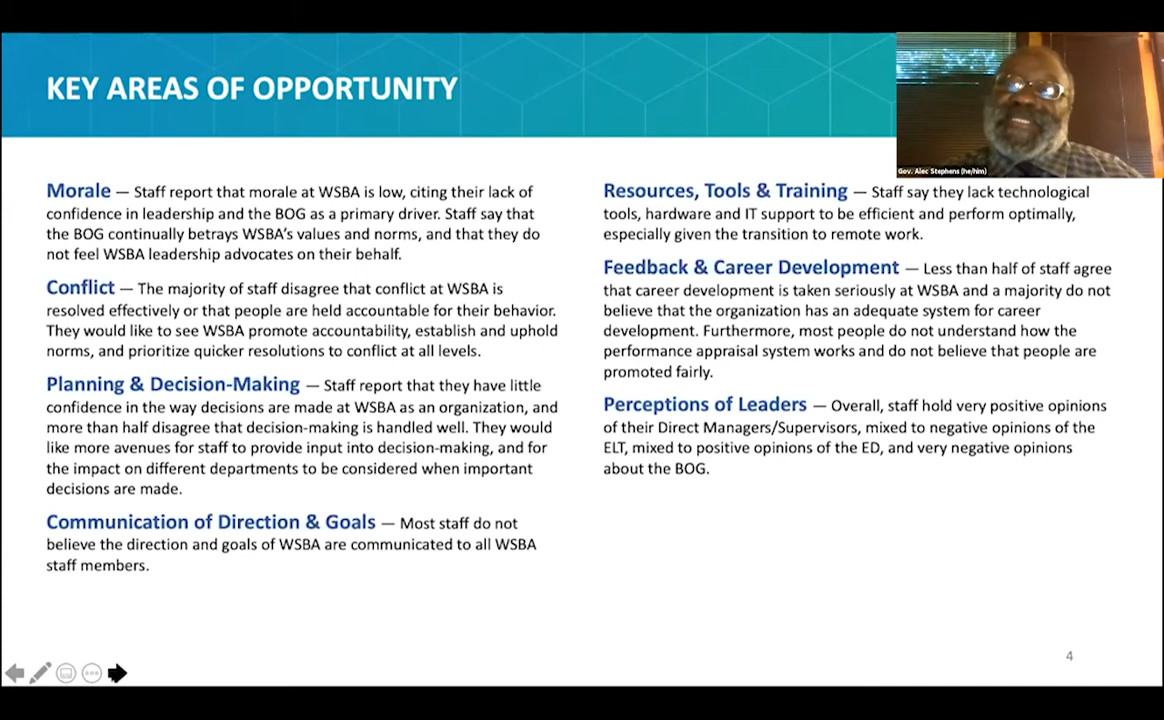 KEY AREAS OF OPPORTUNITY
Gov. Alec Stephens (he/him)
Morale — Staff report that morale at WSBA is low, citing their lack of
confidence in leadership and the BOG as a primary driver. Staff say that
the BOG continually betrays WSBA's values and norms, and that they do
not feel WSBA leadership advocates on their behalf.
Conflict — The majority of staff disagree that conflict at WSBA is
resolved effectively or that people are held accountable for their behavior.
They would like to see WSBA promote accountability, establish and uphold
norms, and prioritize quicker resolutions to conflict at all levels.
Planning & Decision-Making — Staff report that they have little
confidence in the way decisions are made at WSBA as an organization, and
more than half disagree that decision-making is handled well. They would
like more avenues for staff to provide input into decision-making, and for
the impact on different departments to be considered when important
decisions are made.
Communication of Direction & Goals — Most staff do not
believe the direction and goals of WSBA are communicated to all WSBA
staff members.
Resources, Tools & Training — Staff say they lack technological
tools, hardware and IT support to be efficient and perform optimally,
especially given the transition to remote work.
Feedback & Career Development — Less than half of staff agree
that career development is taken seriously at WSBA and a majority do not
believe that the organization has an adequate system for career
development. Furthermore, most people do not understand how the
performance appraisal system works and do not believe that people are
promoted fairly.
Perceptions of Leaders — Overall, staff hold very positive opinions
of their Direct Managers/Supervisors, mixed to negative opinions of the
ELT, mixed to positive opinions of the ED, and very negative opinions
about the BOG.
4